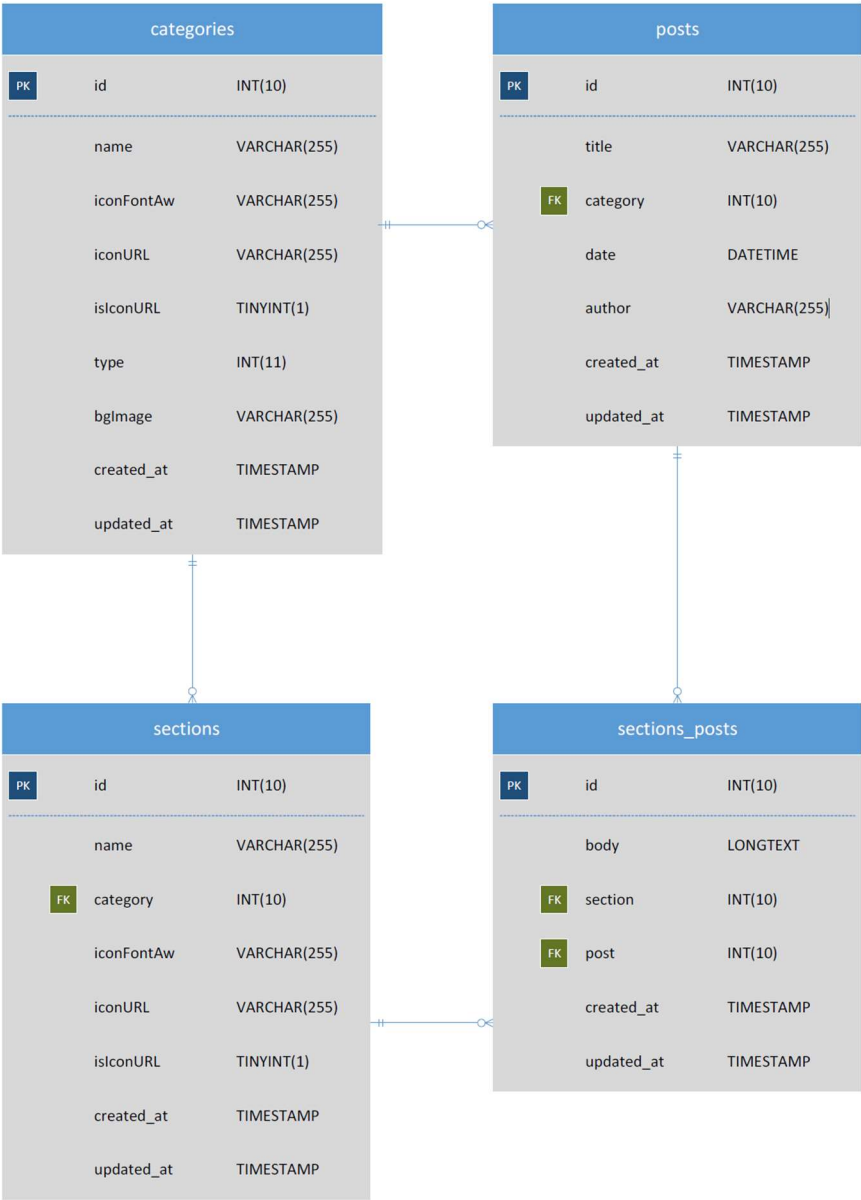 categories
PK id INT(10)
name VARCHAR(255)
iconFontAw VARCHAR(255)
iconURL VARCHAR(255)
isIconURL TINYINT(1)
type INT(11)
bgImage VARCHAR(255)
created_at TIMESTAMP
updated_at TIMESTAMP
posts
PK id INT(10)
title VARCHAR(255)
FK category INT(10)
date DATETIME
author VARCHAR(255)
created_at TIMESTAMP
updated_at TIMESTAMP
sections
PK id INT(10)
name VARCHAR(255)
FK category INT(10)
iconFontAw VARCHAR(255)
iconURL VARCHAR(255)
isIconURL TINYINT(1)
created_at TIMESTAMP
updated_at TIMESTAMP
sections_posts
PK id INT(10)
body LONGTEXT
FK section INT(10)
FK post INT(10)
created_at TIMESTAMP
updated_at TIMESTAMP